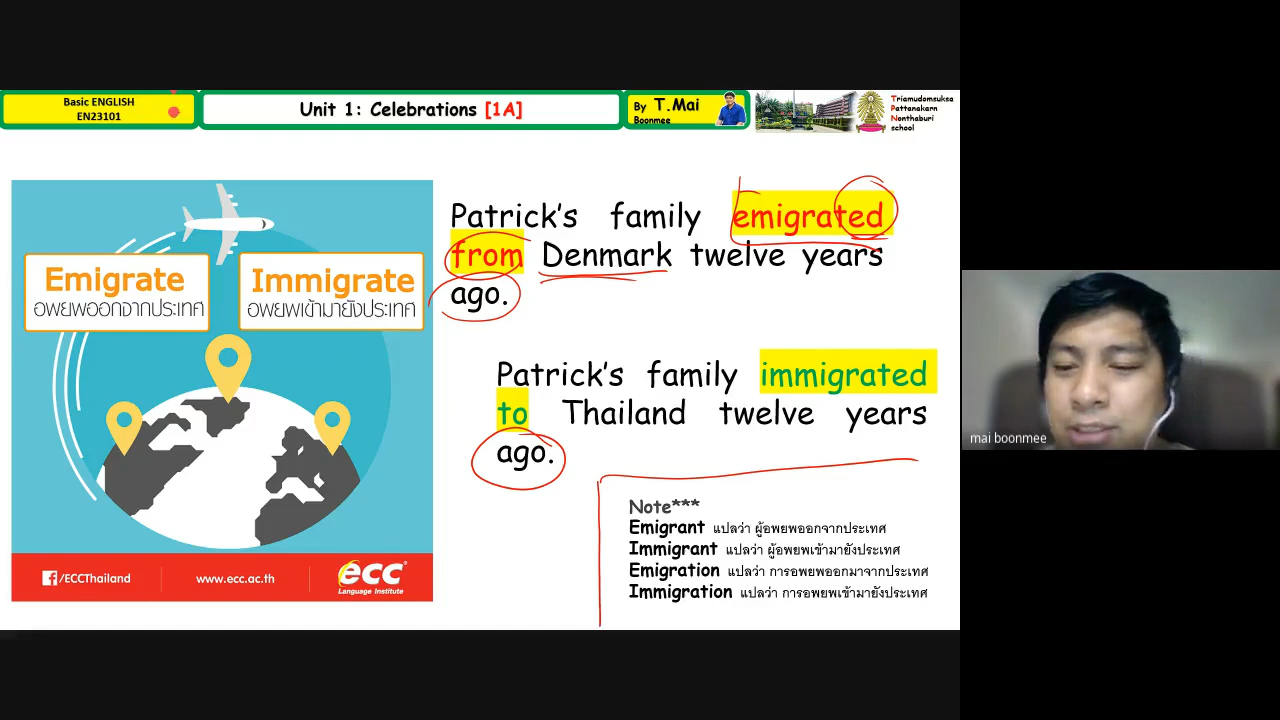 Basic ENGLISH
EN23101
Unit 1: Celebrations [1A]
By T.Mai
Boonmee
Triamudomsuksa
Pattanakarn
Nonthaburi
school
Emigrate
อพยพออกจากประเทศ
Immigrate
อพยพเข้ามายังประเทศ
/ECCThailand
www.ecc.ac.th
ecc
Language Institute
Patrick's family emigrated
from Denmark twelve years
ago.
Patrick's family immigrated
to Thailand twelve years
ago.
Note***
Emigrant แปลว่า ผู้อพยพออกจากประเทศ
Immigrant แปลว่า ผู้อพยพเข้ามายังประเทศ
Emigration แปลว่า การอพยพออกมาจากประเทศ
Immigration แปลว่า การอพยพเข้ามายังประเทศ
mai boonmee